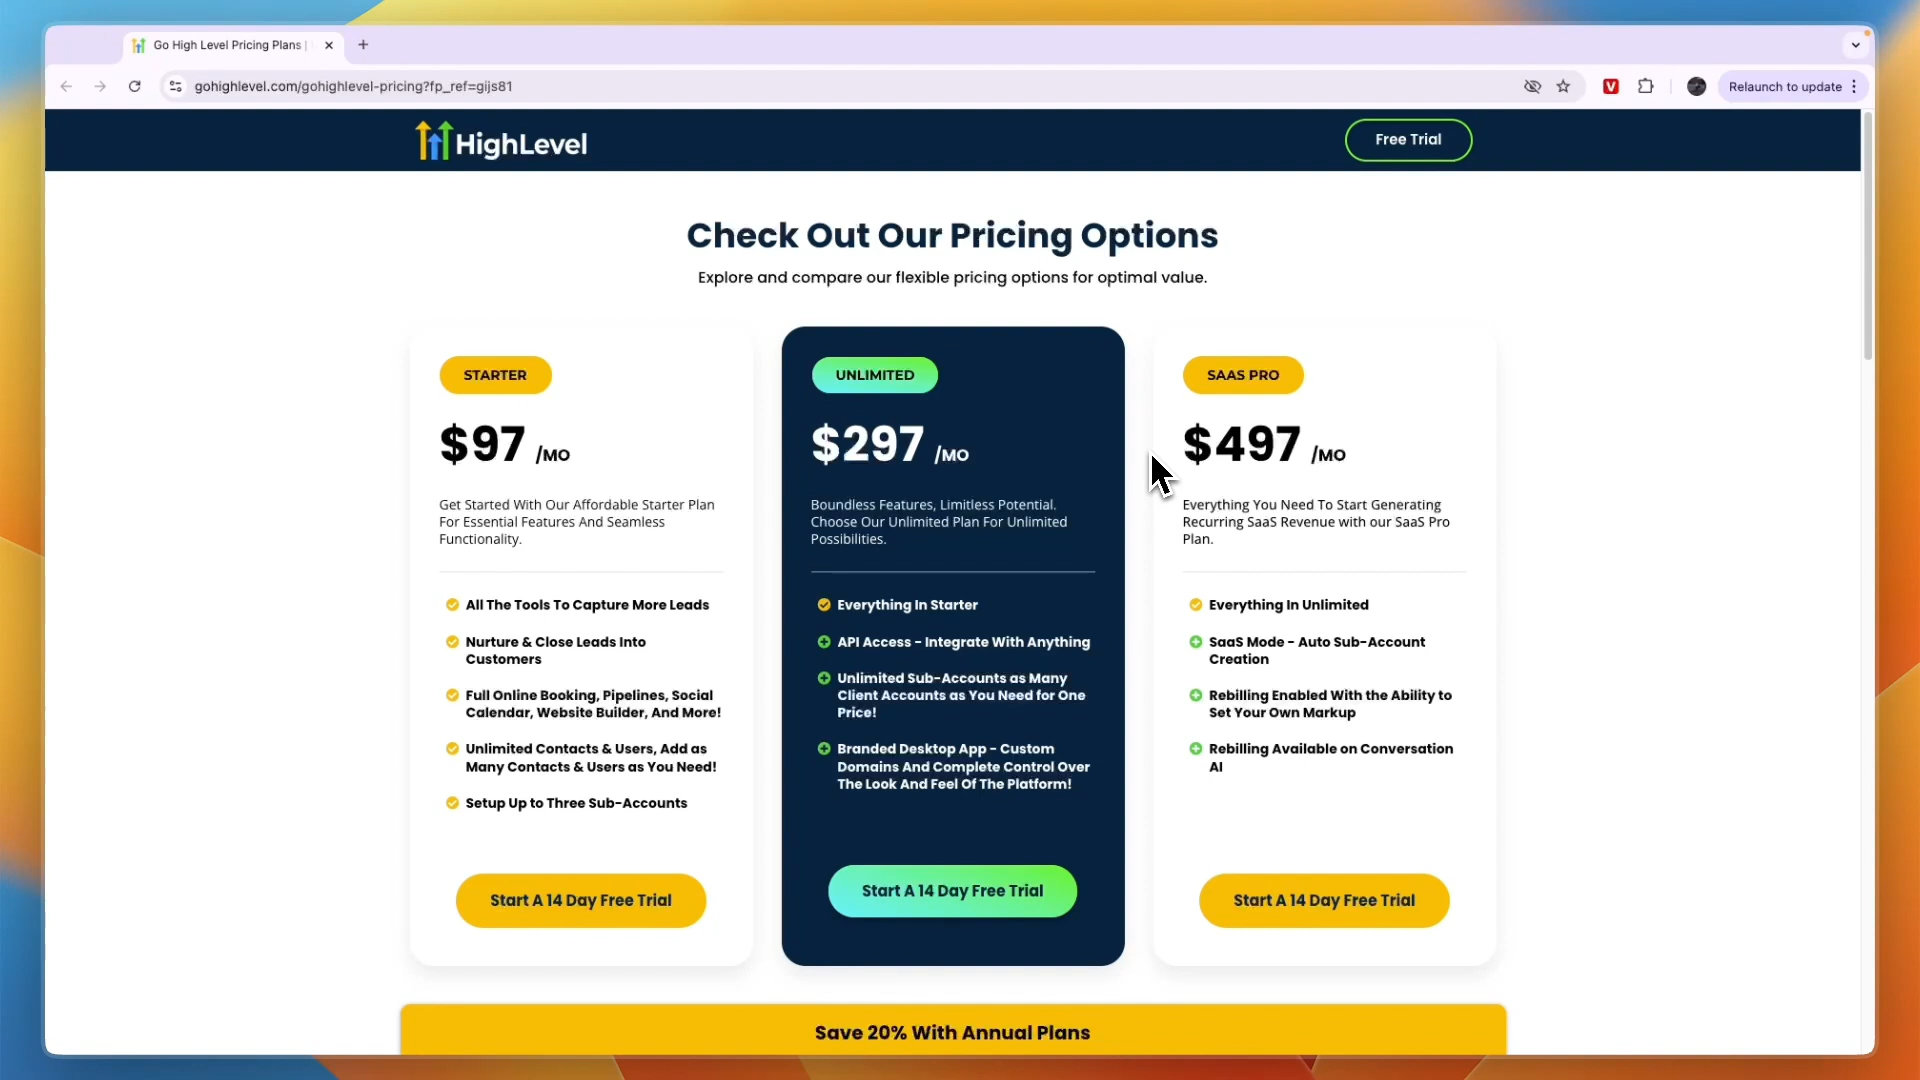 Go High Level Pricing Plans |
gohighlevel.com/gohighlevel-pricing?fp_ref=gijs81
V
Relaunch to update
HighLevel
Free Trial
Check Out Our Pricing Options
Explore and compare our flexible pricing options for optimal value.
STARTER
$97 /MO
Get Started With Our Affordable Starter Plan
For Essential Features And Seamless
Functionality.
All The Tools To Capture More Leads
Nurture & Close Leads Into
Customers
Full Online Booking, Pipelines, Social
Calendar, Website Builder, And More!
Unlimited Contacts & Users, Add as
Many Contacts & Users as You Need!
Setup Up to Three Sub-Accounts
Start A 14 Day Free Trial
UNLIMITED
$297 /MO
Boundless Features, Limitless Potential.
Choose Our Unlimited Plan For Unlimited
Possibilities.
Everything In Starter
API Access - Integrate With Anything
Unlimited Sub-Accounts as Many
Client Accounts as You Need for One
Price!
Branded Desktop App - Custom
Domains And Complete Control Over
The Look And Feel Of The Platform!
Start A 14 Day Free Trial
SAAS PRO
$497 /MO
Everything You Need To Start Generating
Recurring SaaS Revenue with our SaaS Pro
Plan.
Everything In Unlimited
SaaS Mode - Auto Sub-Account
Creation
Rebilling Enabled With the Ability to
Set Your Own Markup
Rebilling Available on Conversation
AI
Start A 14 Day Free Trial
Save 20% With Annual Plans